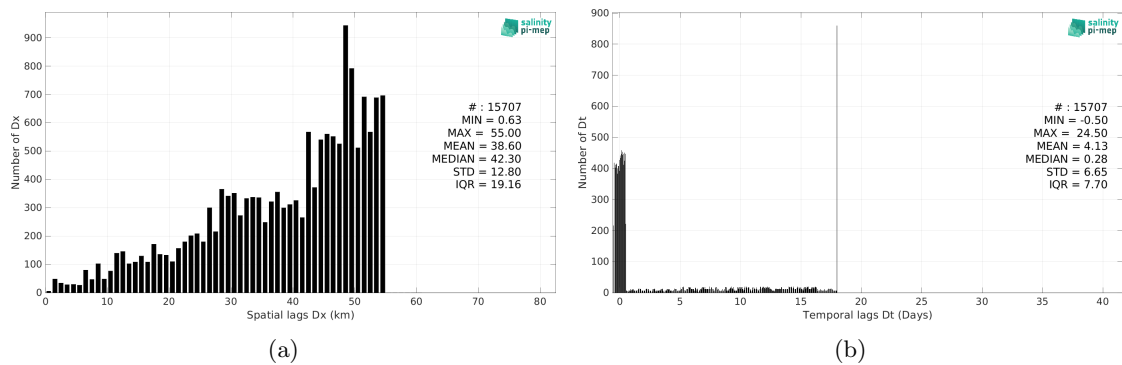 salinity
pi-mep
900
800
700
600
500
400
300
200
100
0
Number of Dx
# : 15707
MIN = 0.63
MAX = 55.00
MEAN = 38.60
MEDIAN = 42.30
STD = 12.80
IQR = 19.16
0 10 20 30 40 50 60 70 80
Spatial lags Dx (km)
(a)
salinity
pi-mep
900
800
700
600
500
400
300
200
100
0
Number of Dt
# : 15707
MIN = -0.50
MAX = 24.50
MEAN = 4.13
MEDIAN = 0.28
STD = 6.65
IQR = 7.70
0 5 10 15 20 25 30 35 40
Temporal lags Dt (Days)
(b)